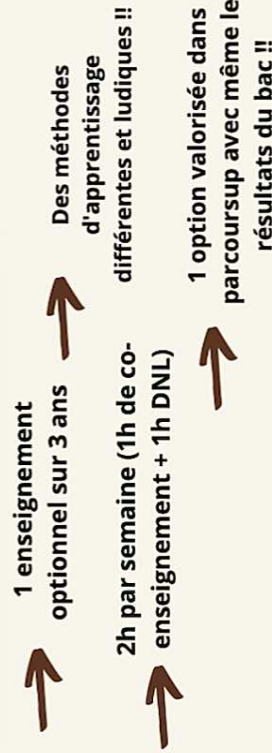 1 enseignement
optionnel sur 3 ans
Des méthodes
d'apprentissage
différentes et ludiques !!
2h par semaine (1h de co-
enseignement + 1h DNL)
1 option valorisée dans
parcoursup avec même le
résultats du bac !!